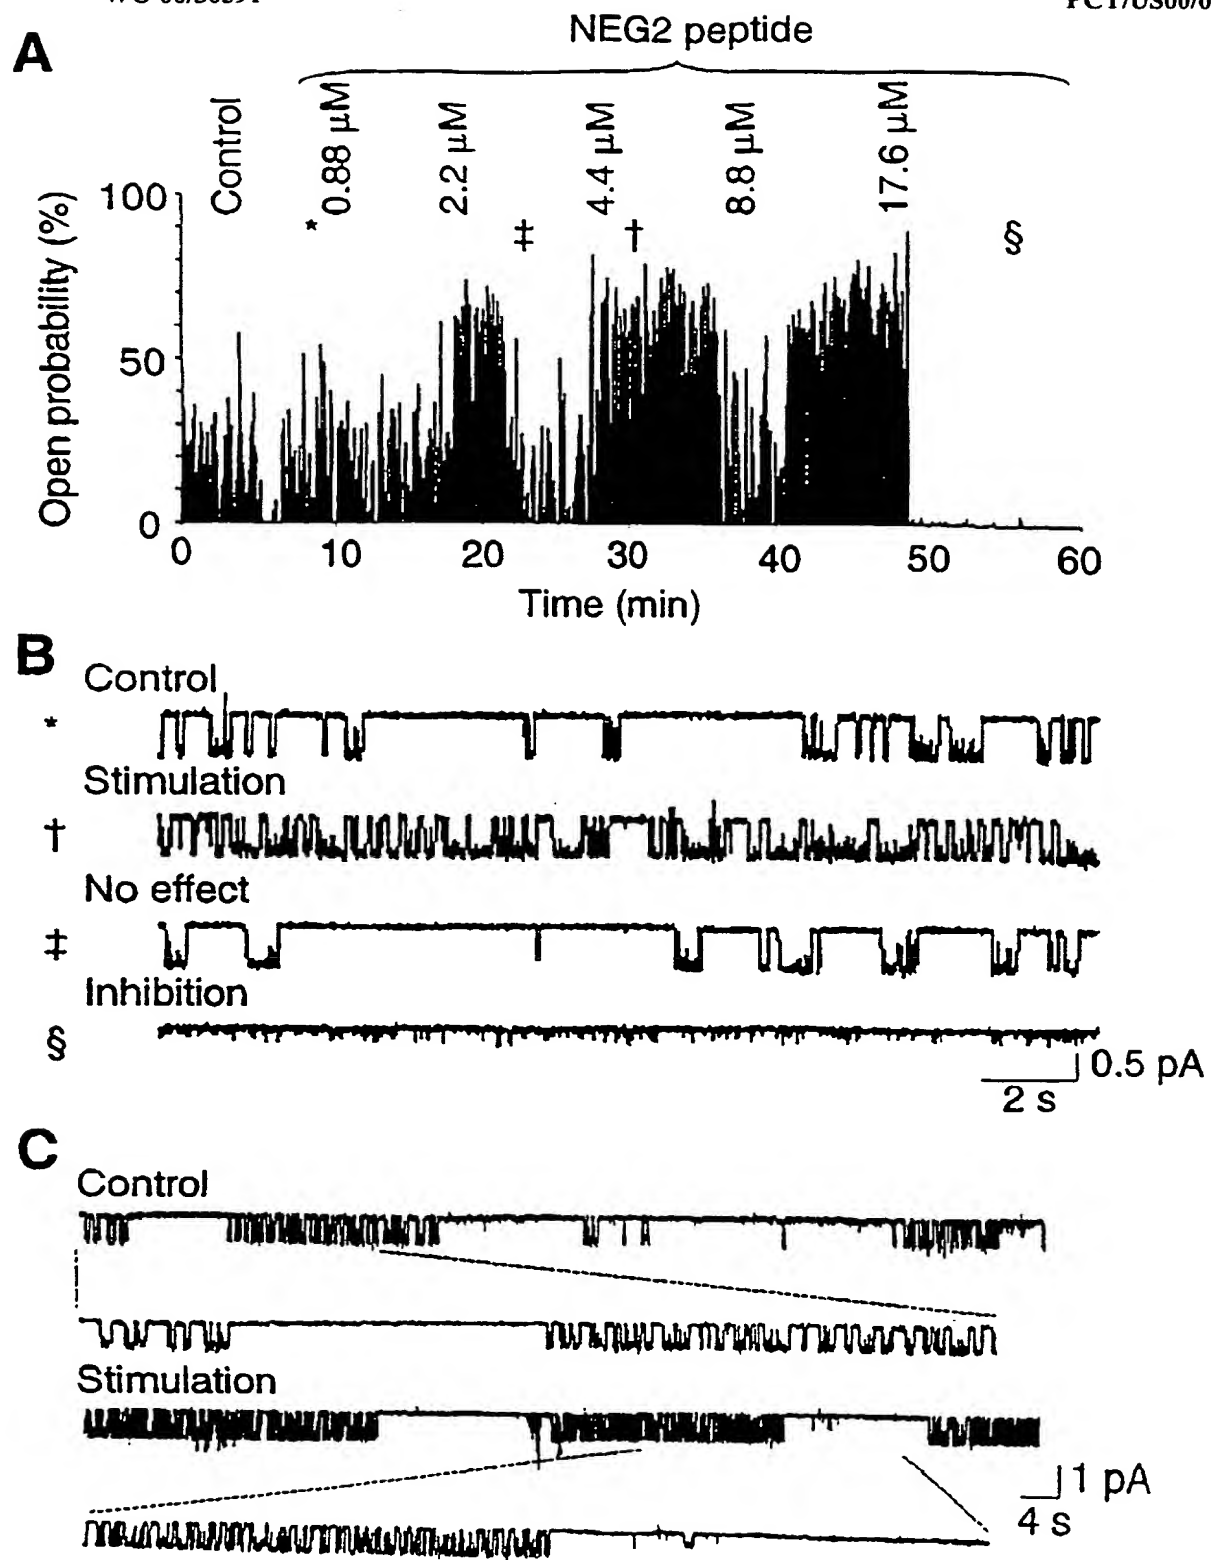 A
NEG2 peptide
Control
0.88 µM
2.2 µM
4.4 µM
8.8 µM
17.6 µM
* ‡ † §
Open probability (%)
100
50
0
0 10 20 30 40 50 60
Time (min)
B
Control
*
Stimulation
†
No effect
‡
Inhibition
§
0.5 pA
2 s
C
Control
Stimulation
1 pA
4 s